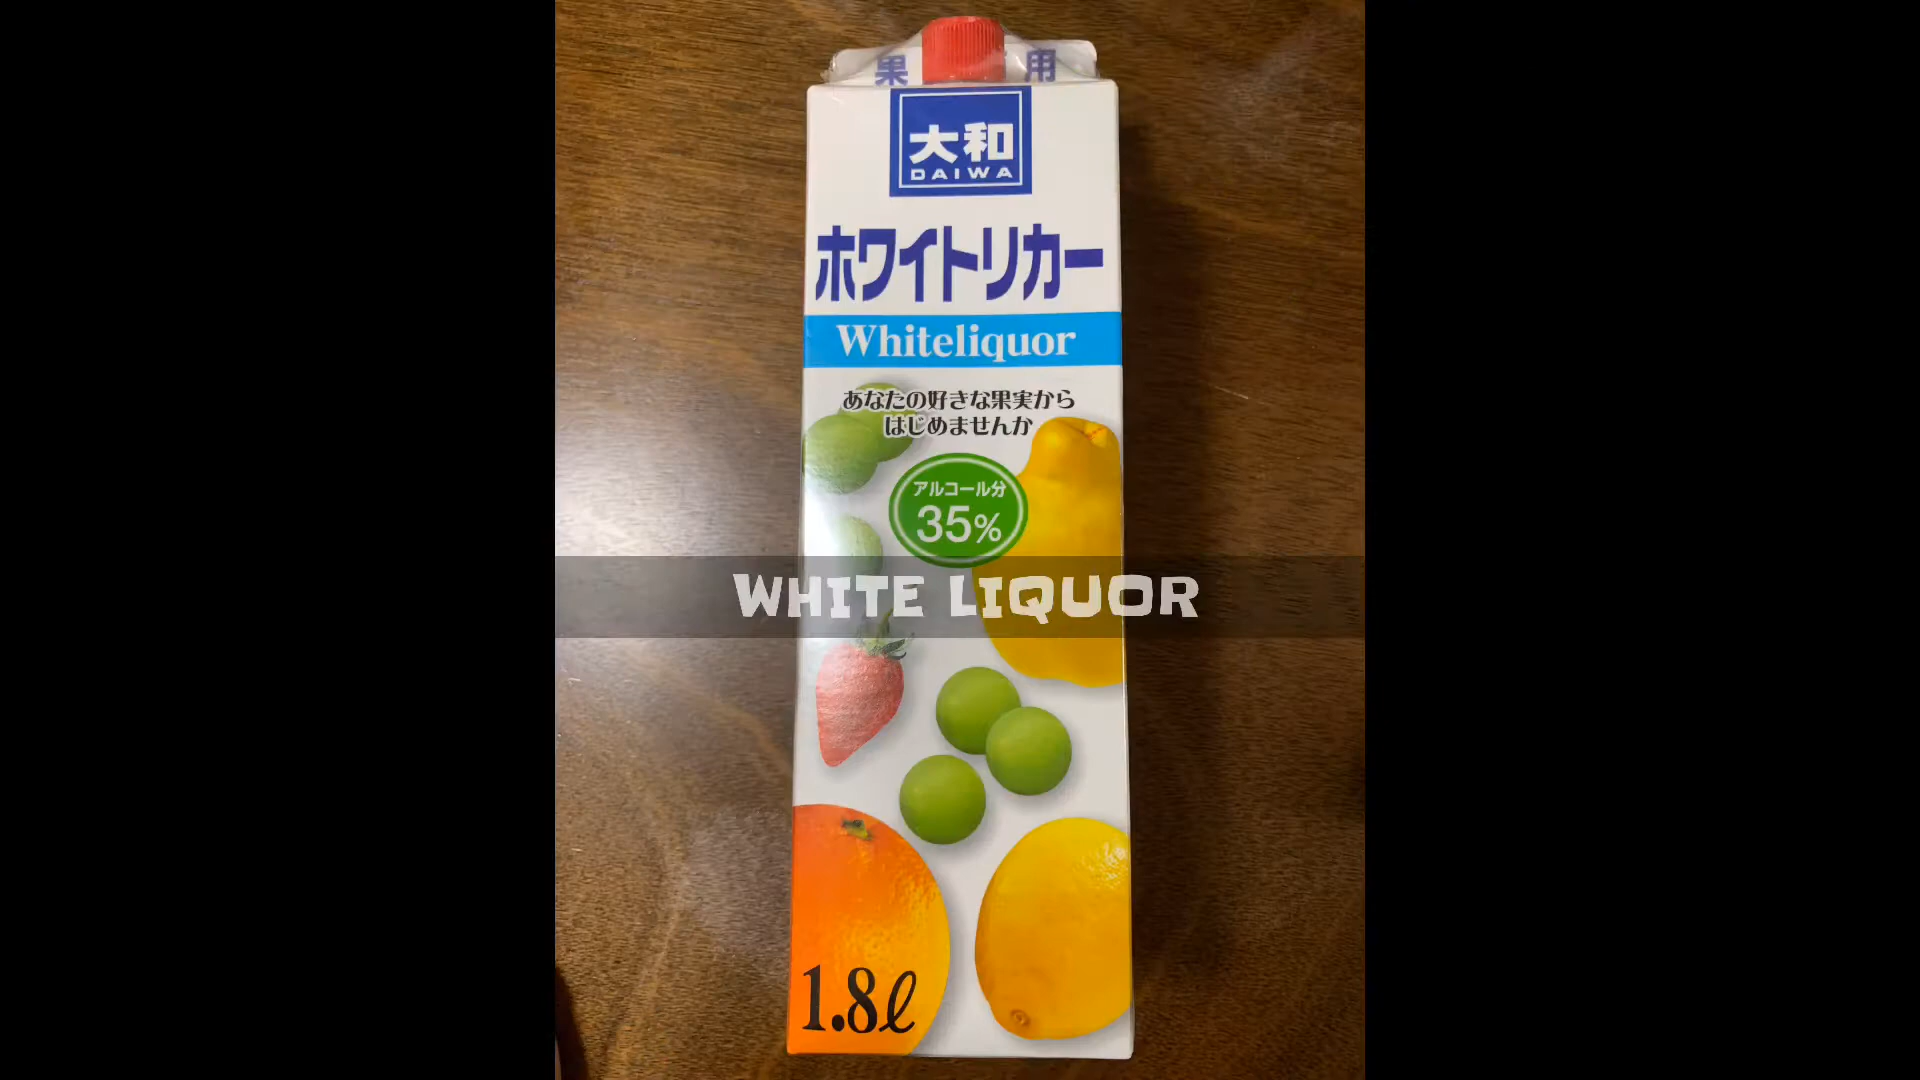 果 用
大和
DAIWA
ホワイトリカー
Whiteliquor
あなたの好きな果実から
はじめませんか
アルコール分
35%
WHITE LIQUOR
1.8ℓ